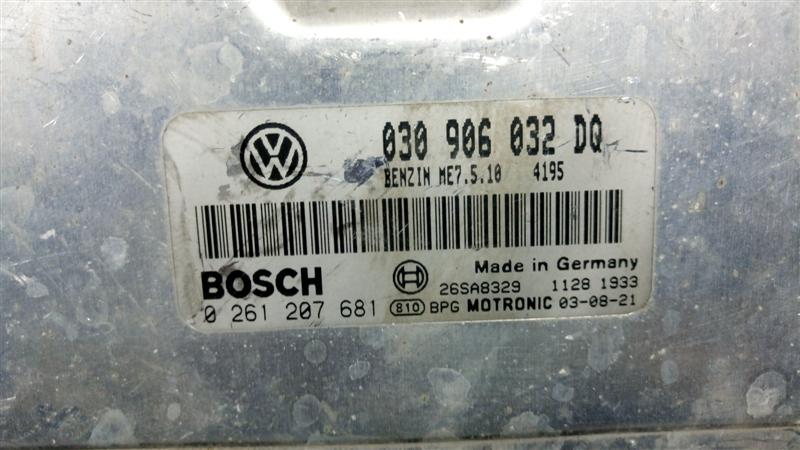 030 906 032 DQ
BENZIN ME7.5.10 4195
BOSCH
Made in Germany
26SA8329 1128 1933
0 261 207 681 810 BPG MOTRONIC 03-08-21